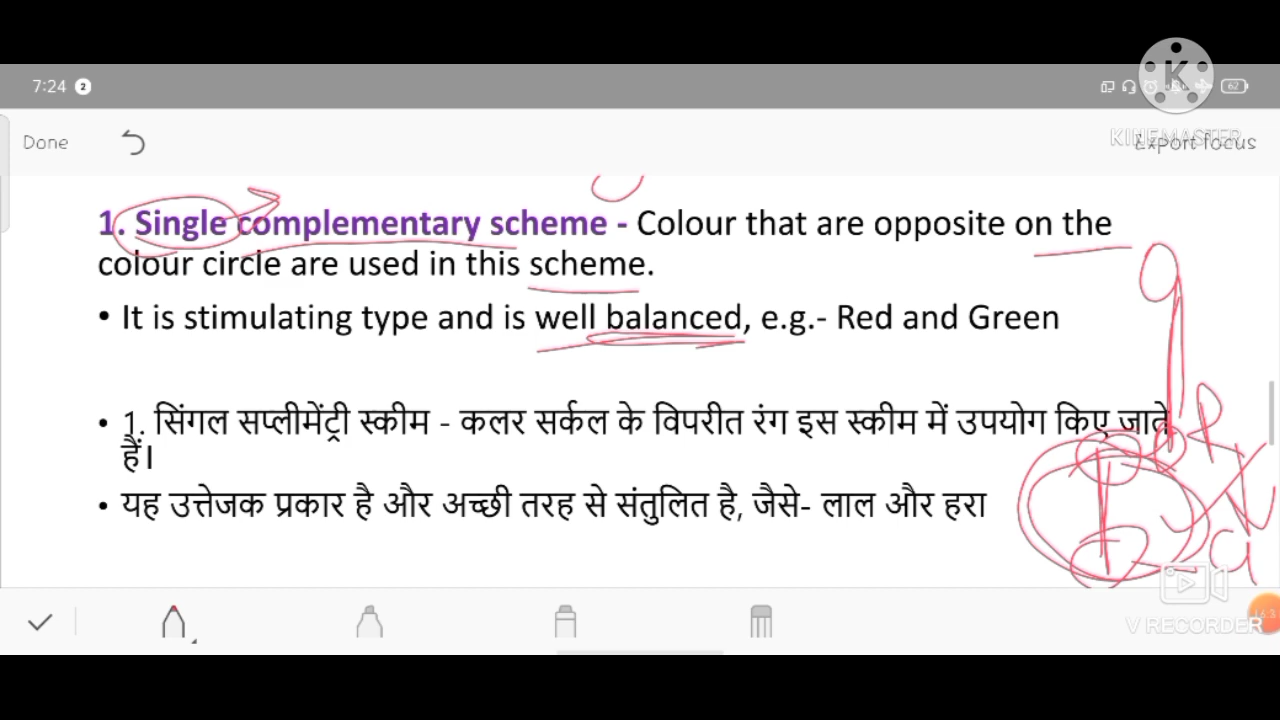 7:24 2
62
KINEMASTER
Done
Export focus
1. Single complementary scheme - Colour that are opposite on the
colour circle are used in this scheme.
• It is stimulating type and is well balanced, e.g.- Red and Green
• 1. सिंगल सप्लीमेंट्री स्कीम - कलर सर्कल के विपरीत रंग इस स्कीम में उपयोग किए जाते
हैं।
• यह उत्तेजक प्रकार है और अच्छी तरह से संतुलित है, जैसे- लाल और हरा
V RECORDER